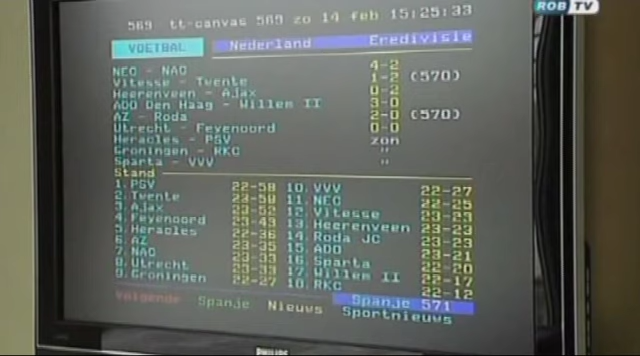 ROB TV
569 tt-canvas 569 zo 14 feb 15:25:33
VOETBAL Nederland Eredivisie
NEC - NAC 4-2
Vitesse - Twente 1-2 (570)
Heerenveen - Ajax 0-2
ADO Den Haag - Willem II 3-0
AZ - Roda 2-0 (570)
Utrecht - Feyenoord 0-0
Heracles - PSV zon
Groningen - RKC "
Sparta - VVV "
Stand
1. PSV 22-58 10. VVV 22-27
2. Twente 23-58 11. NEC 22-25
3. Ajax 23-52 12. Vitesse 23-23
4. Feyenoord 23-43 13. Heerenveen 23-23
5. Heracles 22-36 14. Roda JC 23-23
6. AZ 23-35 15. ADO 23-21
7. NAC 23-33 16. Sparta 22-20
8. Utrecht 23-33 17. Willem II 22-17
9. Groningen 22-27 18. RKC 22-12
Volgende Spanje Nieuws Spanje 571
Sportnieuws
PHILIPS